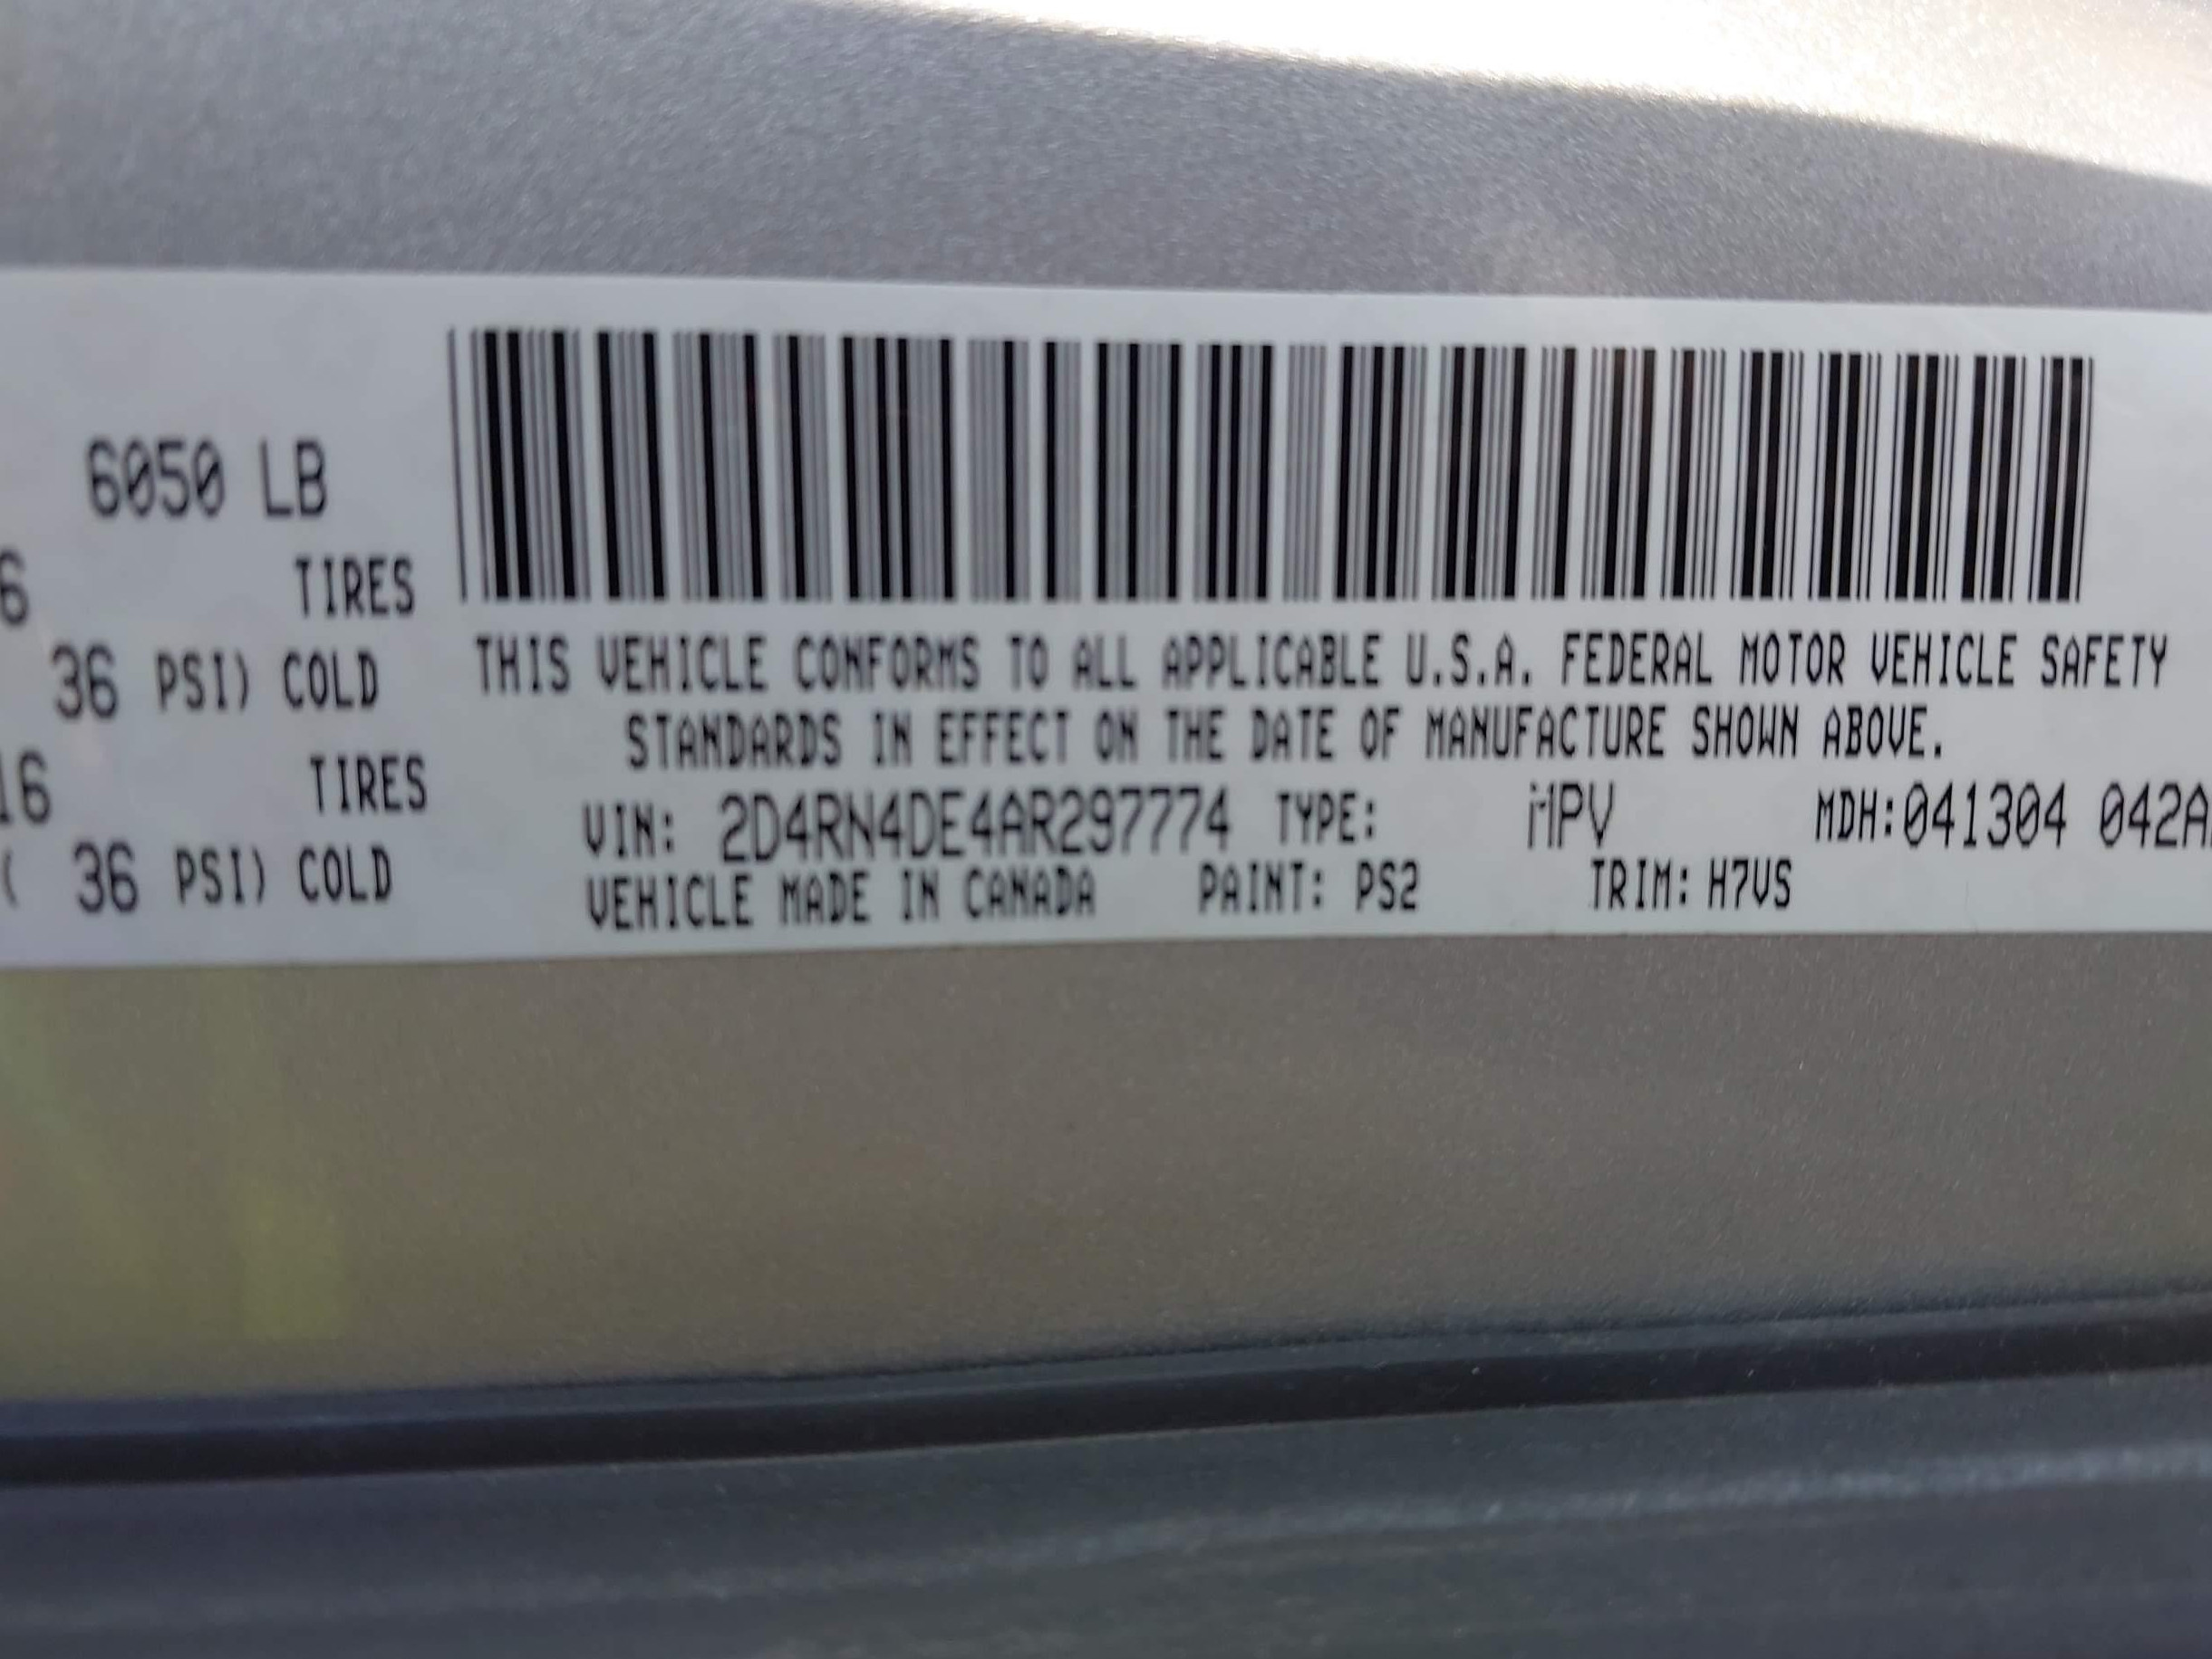 6050 LB
6 TIRES
36 PSI) COLD
16 TIRES
( 36 PSI) COLD
THIS VEHICLE CONFORMS TO ALL APPLICABLE U.S.A. FEDERAL MOTOR VEHICLE SAFETY
STANDARDS IN EFFECT ON THE DATE OF MANUFACTURE SHOWN ABOVE.
VIN: 2D4RN4DE4AR297774 TYPE: MPV MDH:041304 042A
VEHICLE MADE IN CANADA PAINT: PS2 TRIM: H7VS